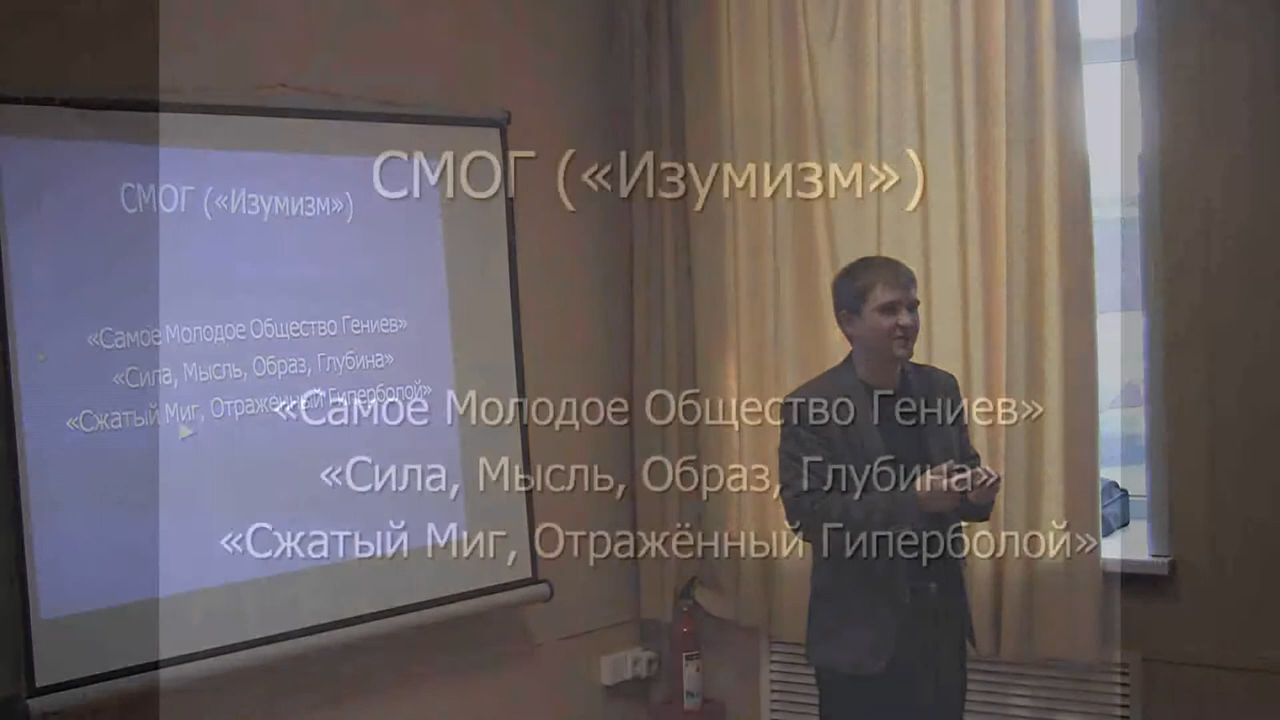 СМОГ («Изумизм»)
«Самое Молодое Общество Гениев»
«Сила, Мысль, Образ, Глубина»
«Сжатый Миг, Отражённый Гиперболой»
СМОГ («Изумизм»)
«Самое Молодое Общество Гениев»
«Сила, Мысль, Образ, Глубина»
«Сжатый Миг, Отражённый Гиперболой»